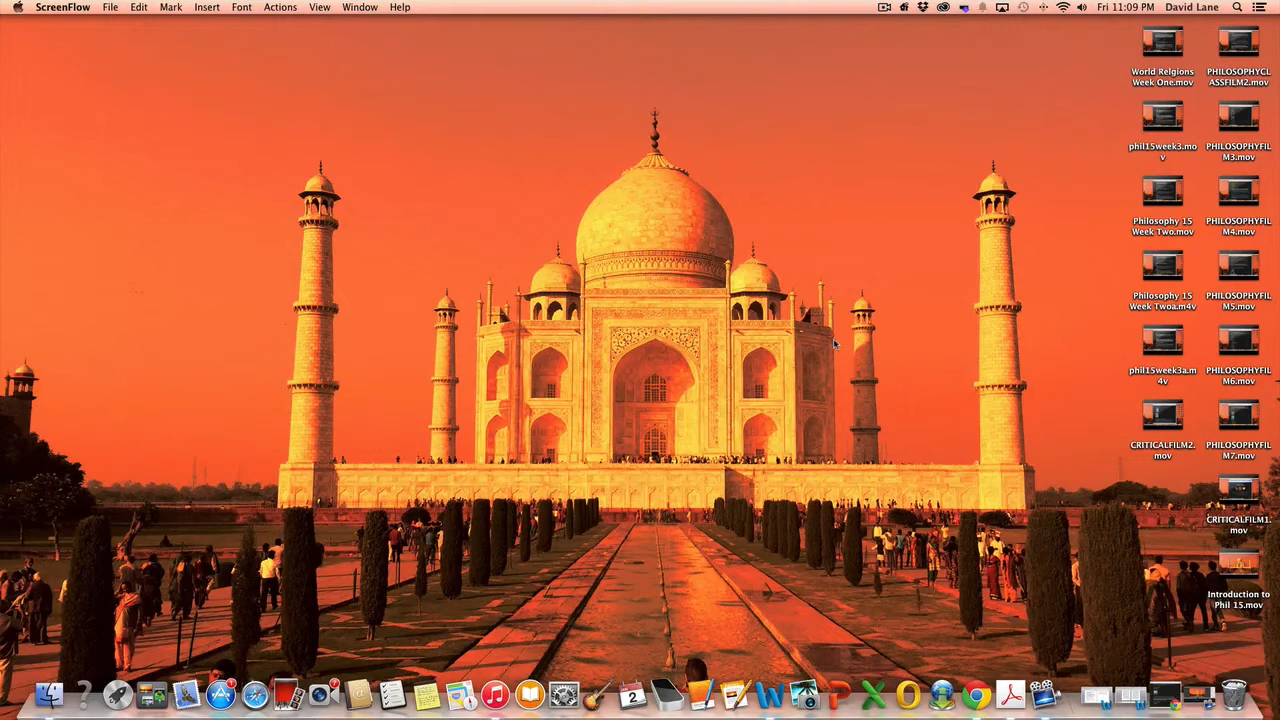 ScreenFlow File Edit Mark Insert Font Actions View Window Help Fri 11:09 PM David Lane
World Relgions
Week One.mov
PHILOSOPHYCL
ASSFILM2.mov
phil15week3.mo
v
PHILOSOPHYFIL
M3.mov
Philosophy 15
Week Two.mov
PHILOSOPHYFIL
M4.mov
Philosophy 15
Week Twoa.m4v
PHILOSOPHYFIL
M5.mov
phil15week3a.m
4v
PHILOSOPHYFIL
M6.mov
CRITICALFILM2.
mov
PHILOSOPHYFIL
M7.mov
CRITICALFILM1.
mov
Introduction to
Phil 15.mov
2